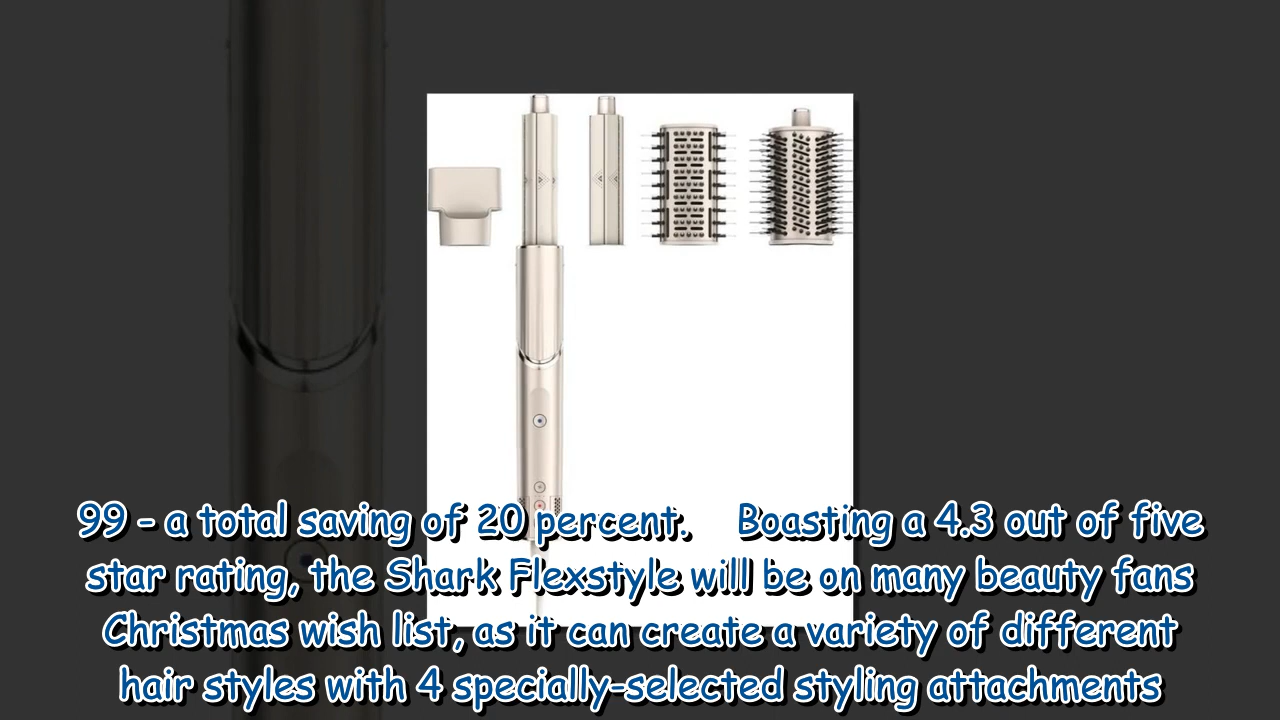 99 - a total saving of 20 percent.    Boasting a 4.3 out of five
star rating, the Shark Flexstyle will be on many beauty fans
Christmas wish list, as it can create a variety of different
hair styles with 4 specially-selected styling attachments